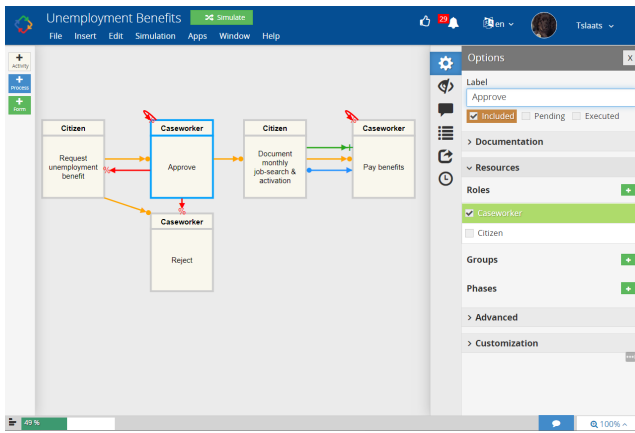 Unemployment Benefits
Simulate
File Insert Edit Simulation Apps Window Help
29
en
Tslaats
Activity
Process
Form
Citizen
Request
unemployment
benefit
Caseworker
Approve
Citizen
Document
monthly
job-search &
activation
Caseworker
Pay benefits
%
%
%
%
Caseworker
Reject
Options
X
Label
Approve
Included Pending Executed
> Documentation
Resources
Roles
+
Caseworker
Citizen
Groups
+
Phases
+
> Advanced
> Customization
49 %
100%